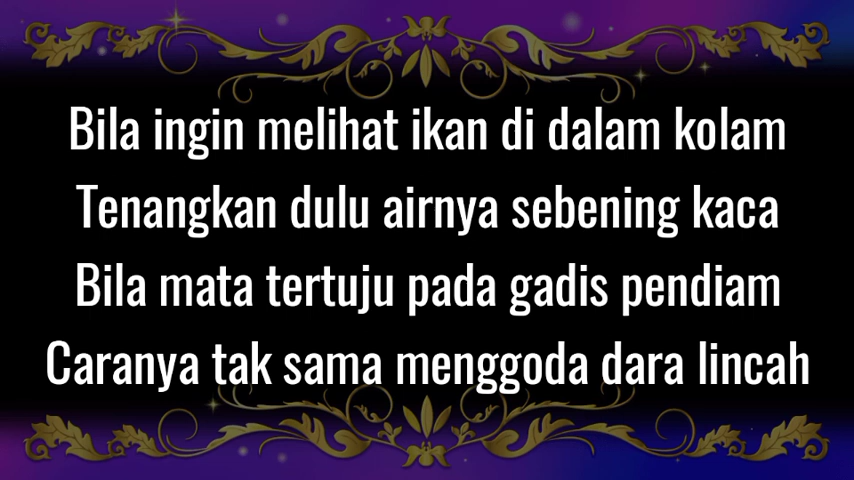 Bila ingin melihat ikan di dalam kolam
Tenangkan dulu airnya sebening kaca
Bila mata tertuju pada gadis pendiam
Caranya tak sama menggoda dara lincah